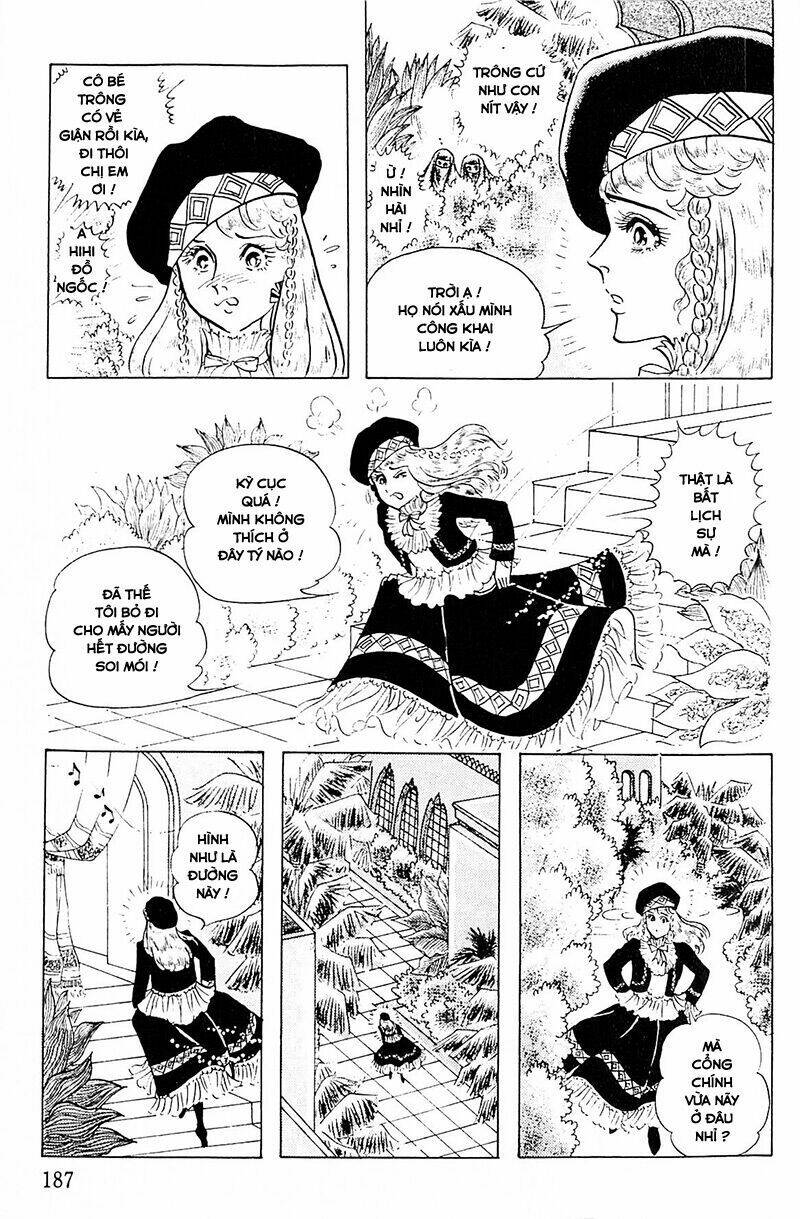 TRÔNG CỨ
NHƯ CON
NÍT VẬY !
Ừ ! NHÌN
HÀI
NHỈ !
TRỜI Ạ !
HỌ NÓI XẤU MÌNH
CÔNG KHAI
LUÔN KÌA !
CÔ BÉ
TRÔNG
CÓ VẺ
GIẬN RỒI KÌA,
ĐI THÔI
CHỊ EM
ƠI !
A
HIHI
ĐỒ
NGỐC !
THẬT LÀ
BẤT
LỊCH
SỰ
MÀ !
KỲ CỤC
QUÁ !
MÌNH KHÔNG
THÍCH Ở
ĐÂY TÝ NÀO !
ĐÃ THẾ
TÔI BỎ ĐI
CHO MẤY NGƯỜI
HẾT ĐƯỜNG
SOI MÓI !
MÀ
CỔNG
CHÍNH
VỪA NÃY
Ở ĐÂU
NHỈ ?
HÌNH
NHƯ LÀ
ĐƯỜNG
NÀY !
187